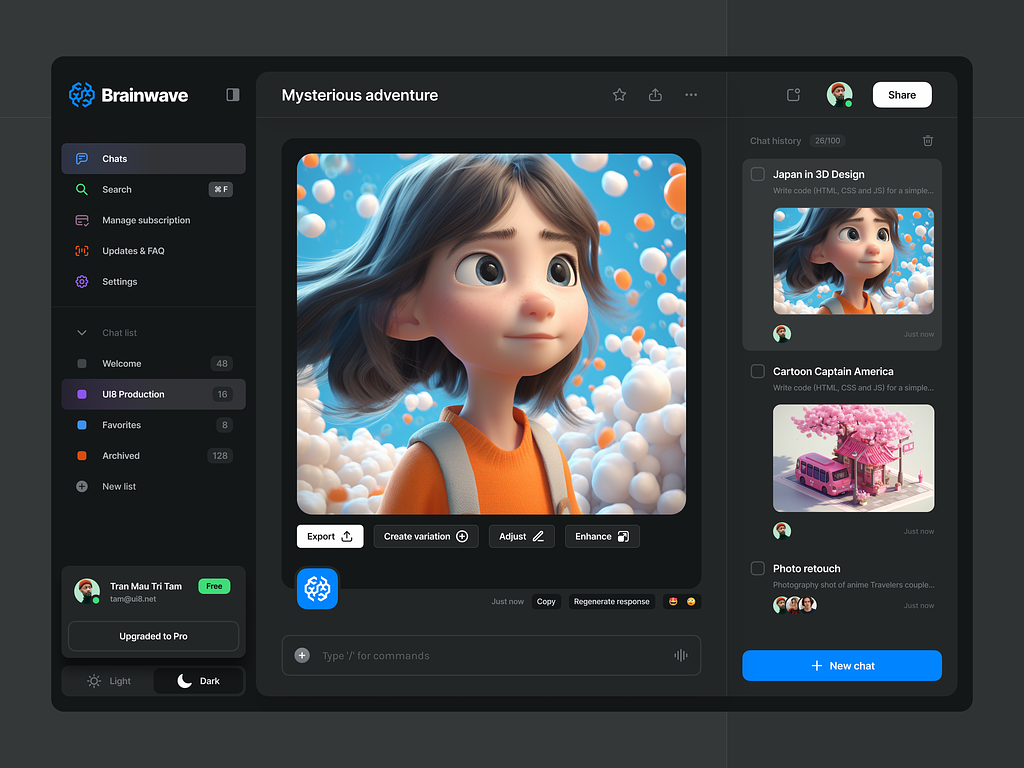 Brainwave
Chats
Search
⌘ F
Manage subscription
Updates & FAQ
Settings
Chat list
Welcome
48
UI8 Production
16
Favorites
8
Archived
128
New list
Tran Mau Tri Tam
Free
tam@ui8.net
Upgraded to Pro
Light
Dark
Mysterious adventure
Export
Create variation
Adjust
Enhance
Just now
Copy
Regenerate response
Type '/' for commands
Share
Chat history
26/100
Japan in 3D Design
Write code (HTML, CSS and JS) for a simple...
Just now
Cartoon Captain America
Write code (HTML, CSS and JS) for a simple...
Just now
Photo retouch
Photography shot of anime Travelers couple...
Just now
New chat